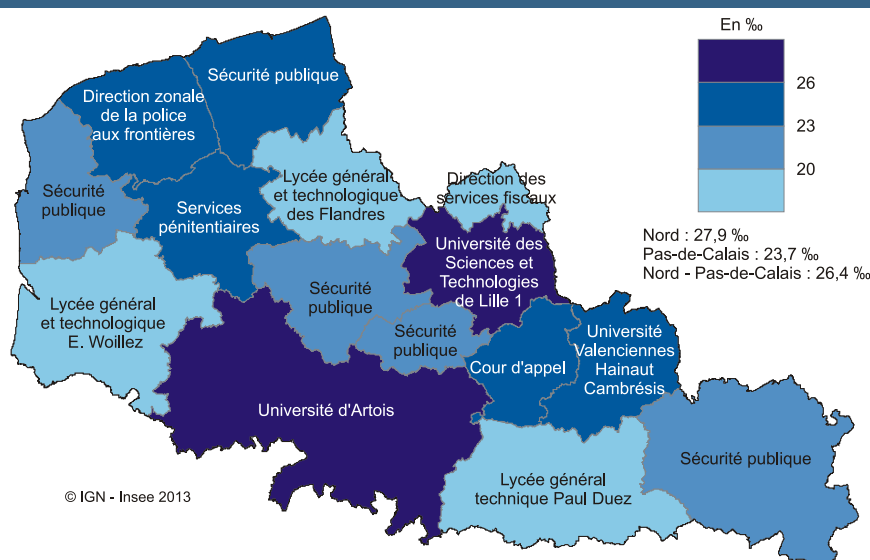 En ‰
26
23
20
Nord : 27,9 ‰
Pas-de-Calais : 23,7 ‰
Nord - Pas-de-Calais : 26,4 ‰
Sécurité publique
Direction zonale
de la police
aux frontières
Lycée général
et technologique
des Flandres
Direction des
services fiscaux
Sécurité
publique
Services
pénitentiaires
Université des
Sciences et
Technologies
de Lille 1
Sécurité
publique
Lycée général
et technologique
E. Woillez
Sécurité
publique
Université
Valenciennes
Hainaut
Cambrésis
Cour d'appel
Université d'Artois
Sécurité publique
Lycée général
technique Paul Duez
© IGN - Insee 2013